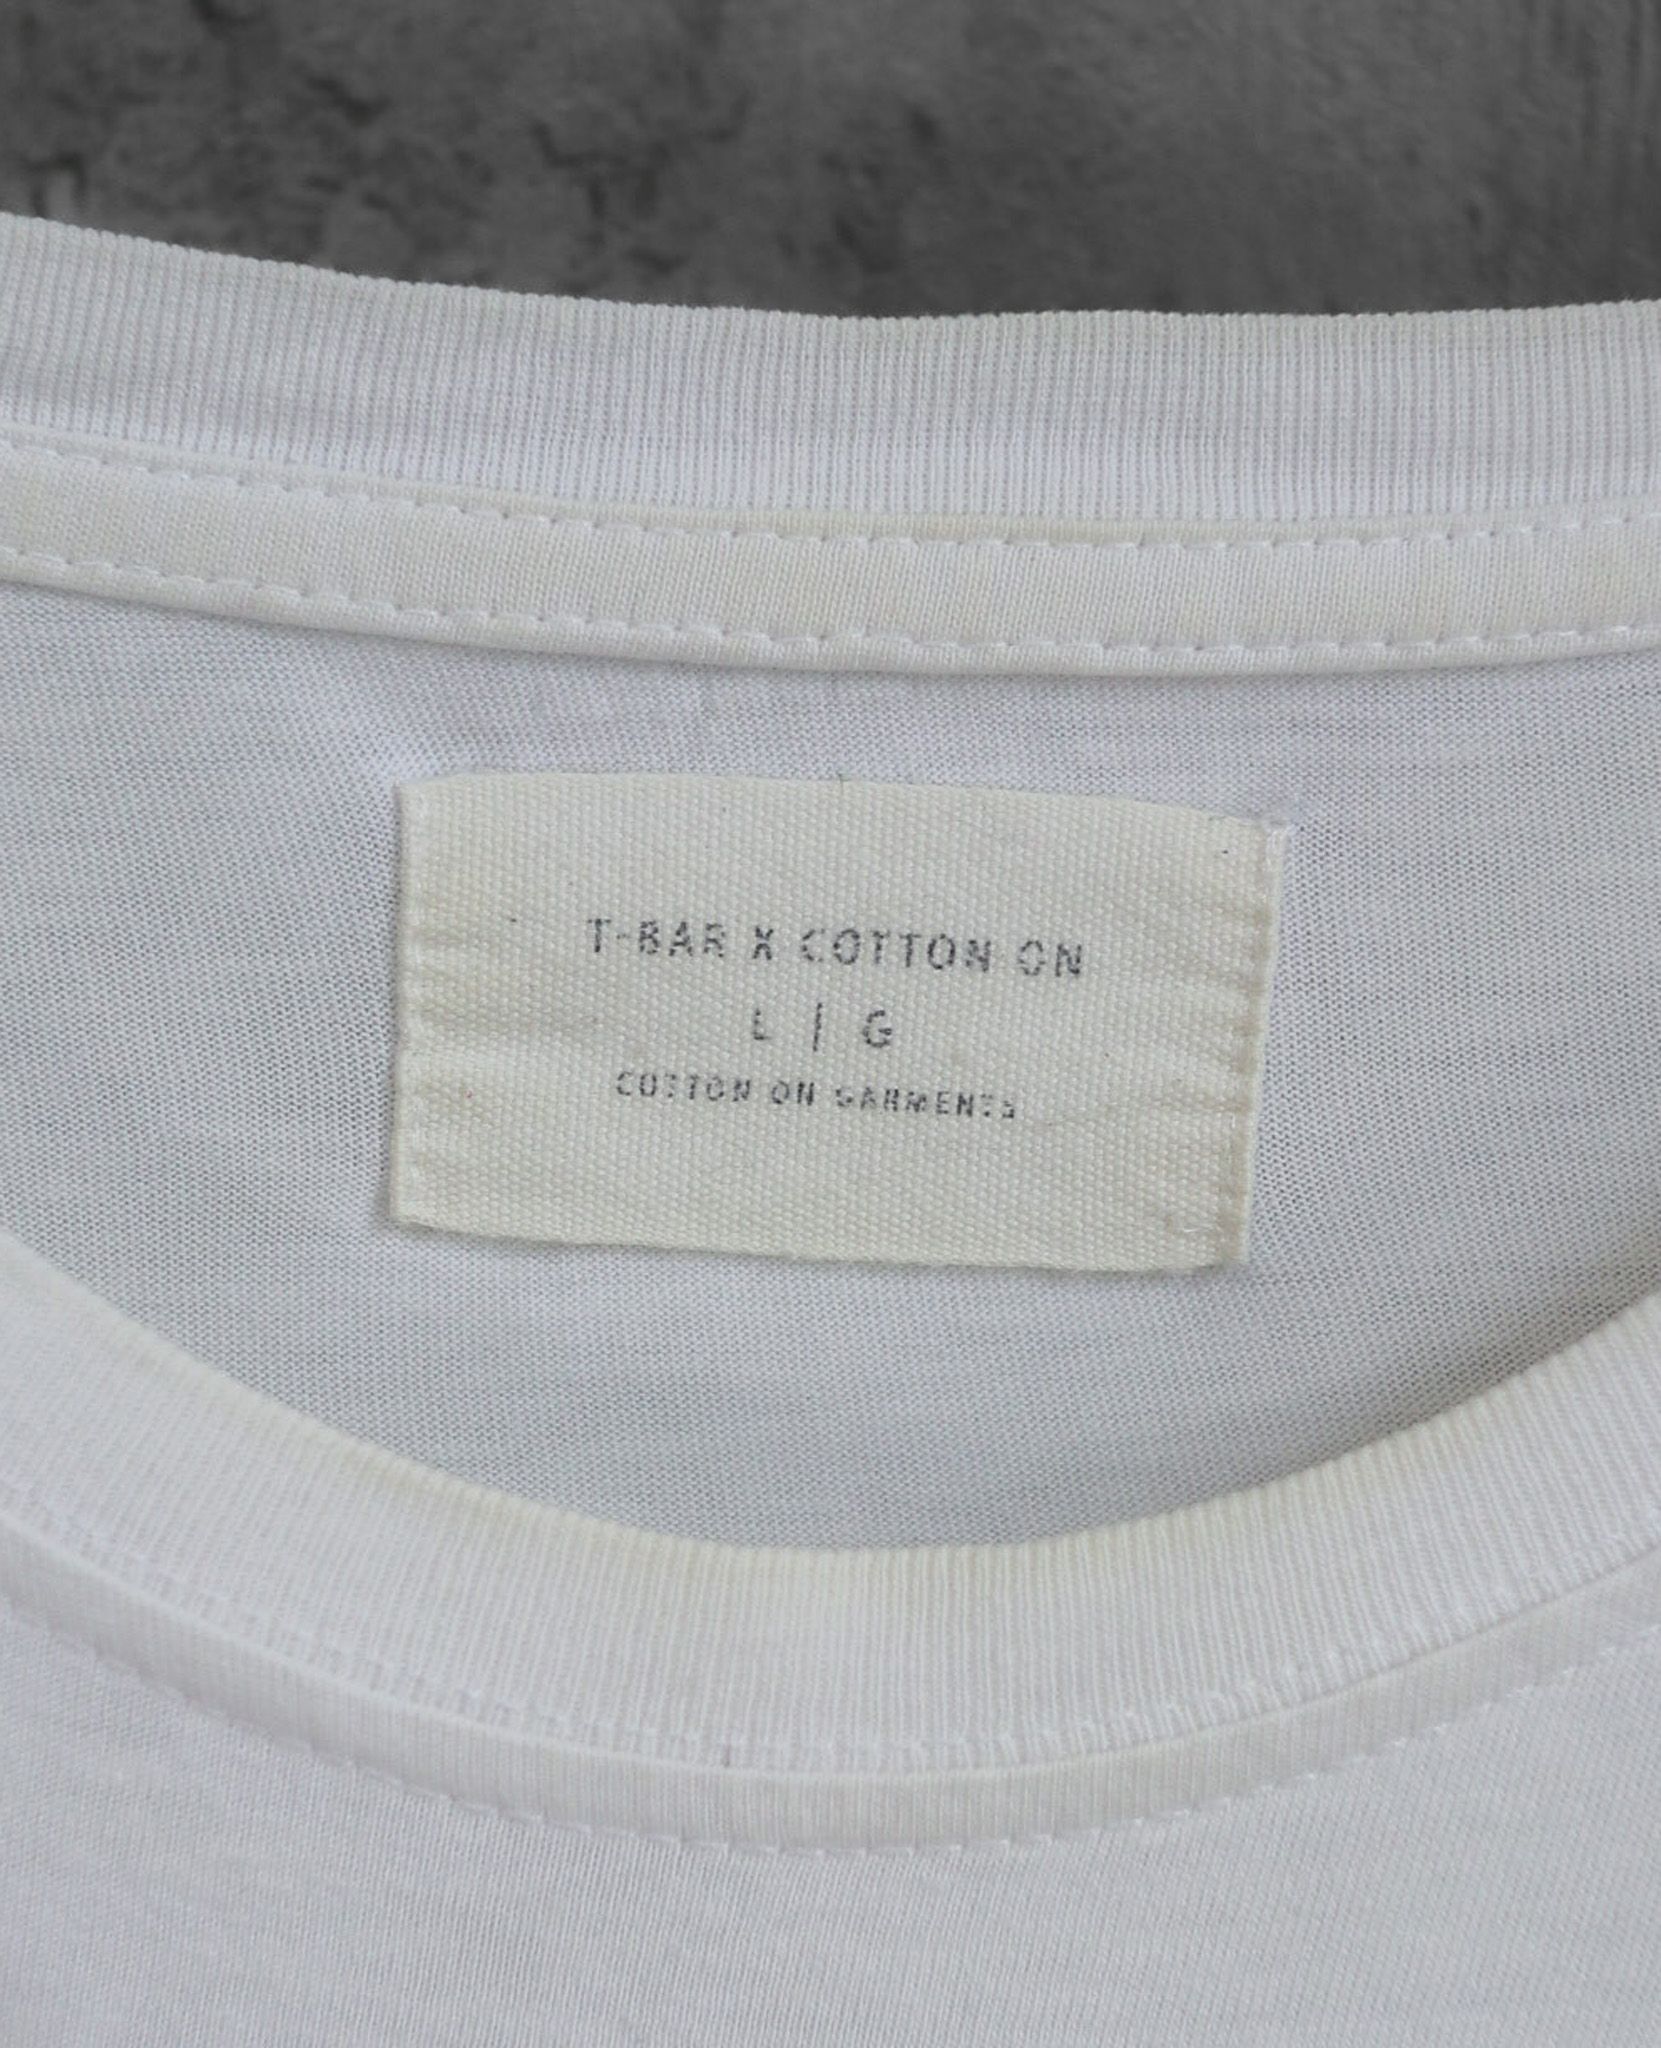 T-BAR X COTTON ON
L | G
COTTON ON GARMENTS